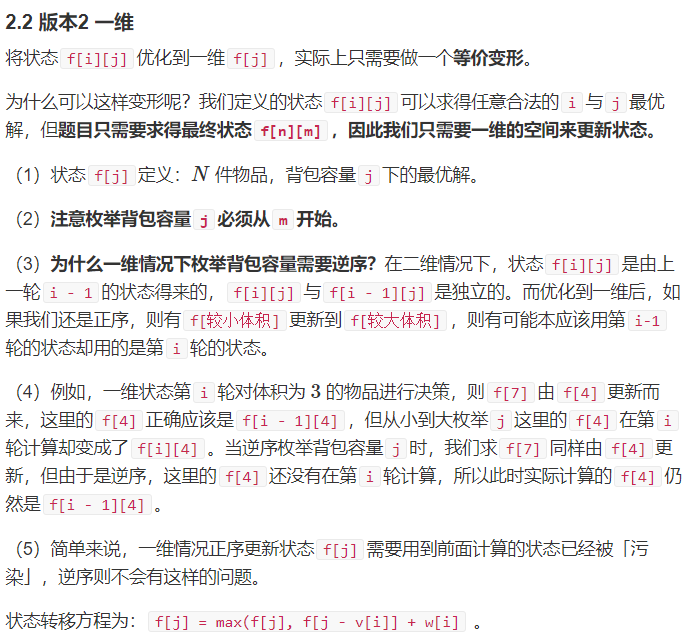 2.2 版本2 一维
将状态 f[i][j] 优化到一维 f[j] ，实际上只需要做一个等价变形。
为什么可以这样变形呢？我们定义的状态 f[i][j] 可以求得任意合法的 i 与 j 最优
解，但题目只需要求得最终状态 f[n][m] ，因此我们只需要一维的空间来更新状态。
（1）状态 f[j] 定义：N 件物品，背包容量 j 下的最优解。
（2）注意枚举背包容量 j 必须从 m 开始。
（3）为什么一维情况下枚举背包容量需要逆序？在二维情况下，状态 f[i][j] 是由上
一轮 i - 1 的状态得来的， f[i][j] 与 f[i - 1][j] 是独立的。而优化到一维后，如
果我们还是正序，则有 f[较小体积] 更新到 f[较大体积] ，则有可能本应该用第 i-1
轮的状态却用的是第 i 轮的状态。
（4）例如，一维状态第 i 轮对体积为 3 的物品进行决策，则 f[7] 由 f[4] 更新而
来，这里的 f[4] 正确应该是 f[i - 1][4] ，但从小到大枚举 j 这里的 f[4] 在第 i
轮计算却变成了 f[i][4] 。当逆序枚举背包容量 j 时，我们求 f[7] 同样由 f[4] 更
新，但由于是逆序，这里的 f[4] 还没有在第 i 轮计算，所以此时实际计算的 f[4] 仍
然是 f[i - 1][4] 。
（5）简单来说，一维情况正序更新状态 f[j] 需要用到前面计算的状态已经被「污
染」，逆序则不会有这样的问题。
状态转移方程为： f[j] = max(f[j], f[j - v[i]] + w[i] 。